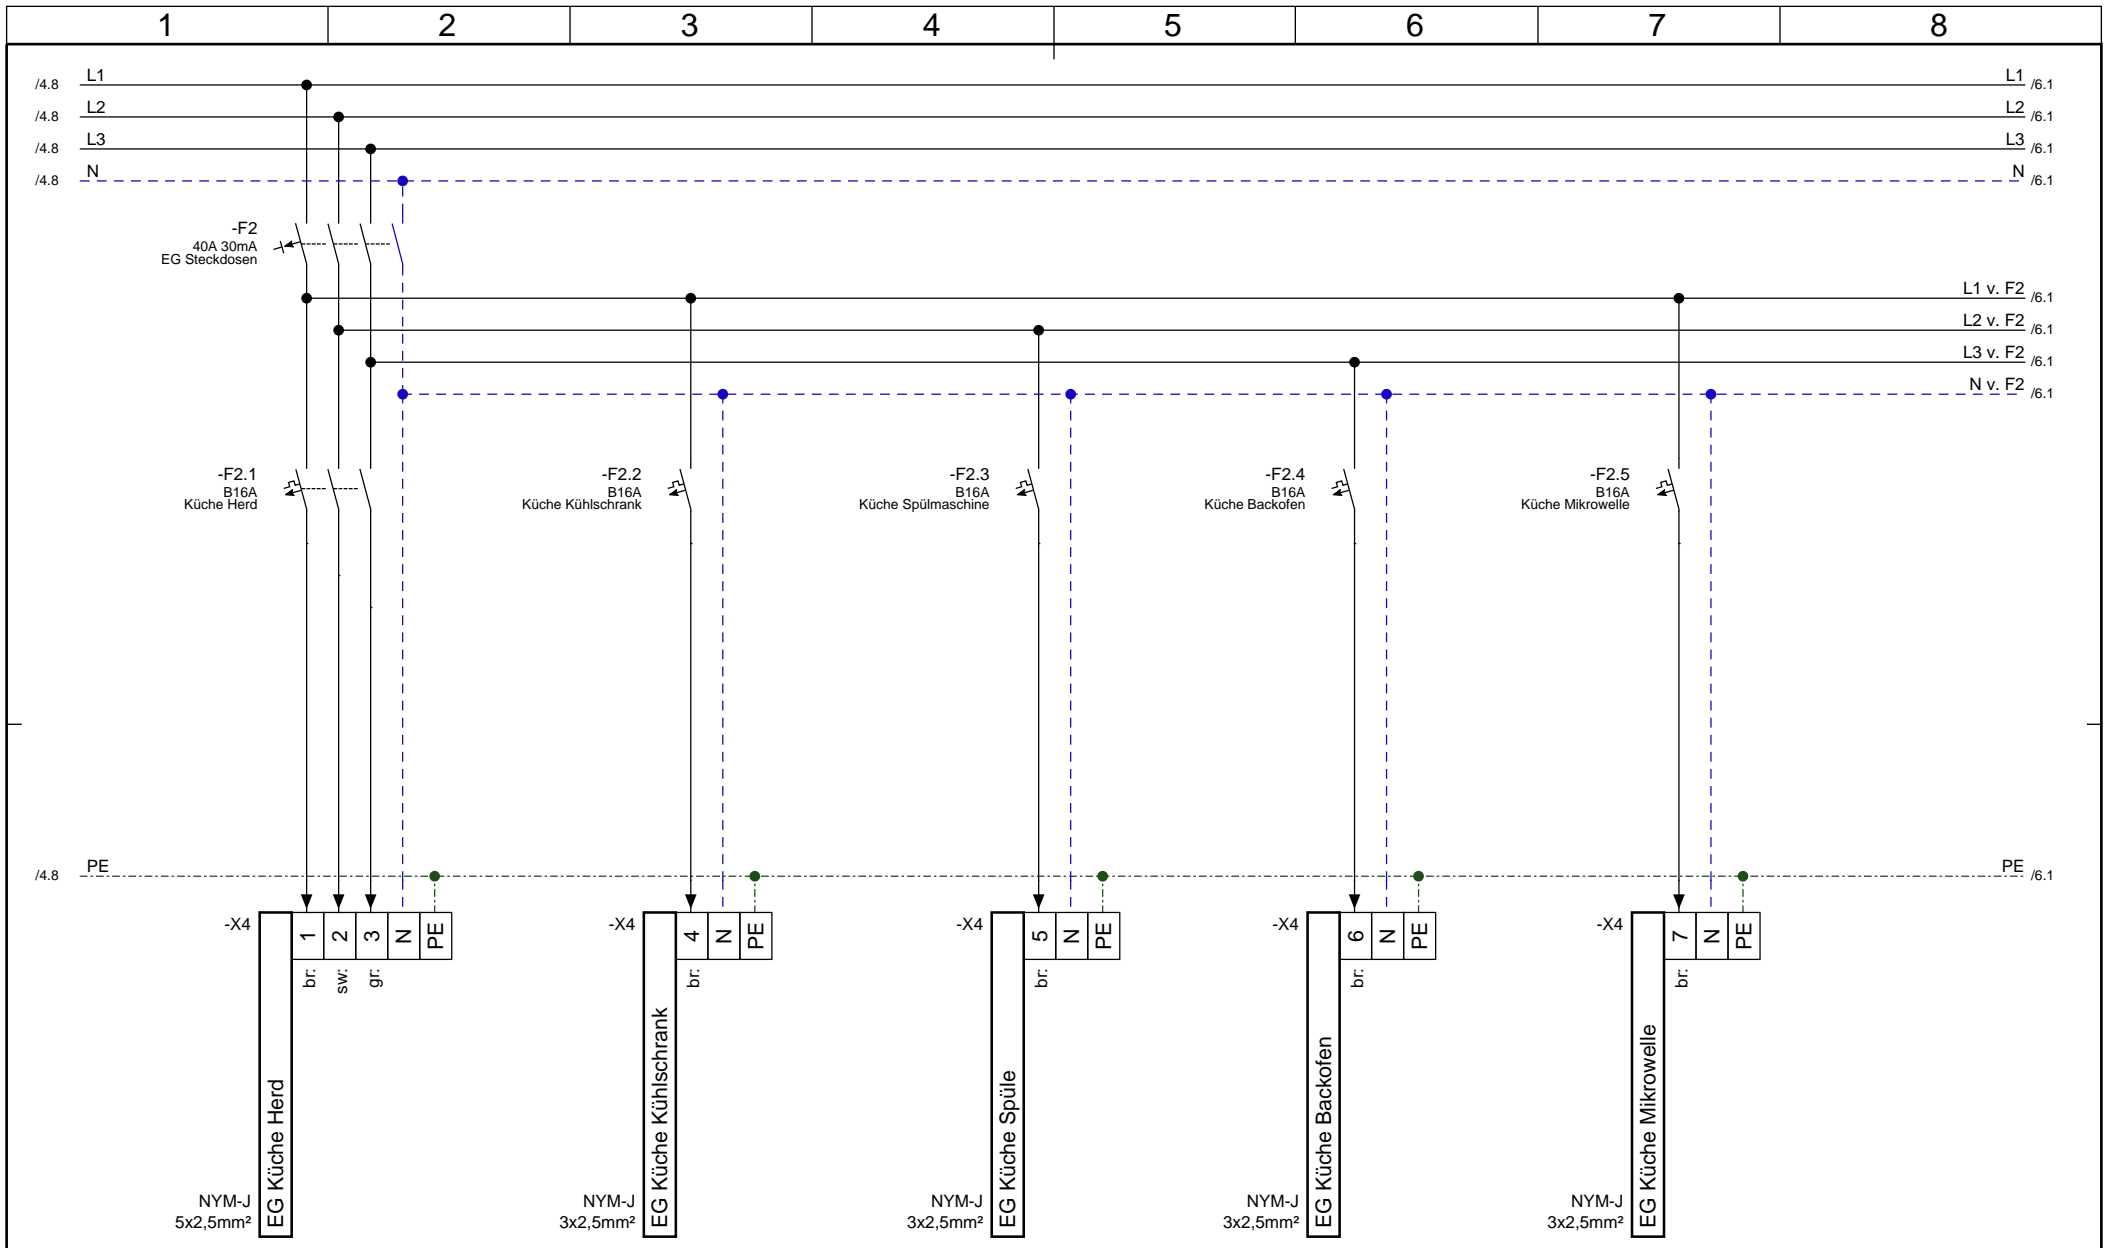 1 2 3 4 5 6 7 8
/4.8 L1 L1 /6.1
/4.8 L2 L2 /6.1
/4.8 L3 L3 /6.1
/4.8 N N /6.1
-F2
40A 30mA
EG Steckdosen
L1 v. F2 /6.1
L2 v. F2 /6.1
L3 v. F2 /6.1
N v. F2 /6.1
-F2.1
B16A
Küche Herd
-F2.2
B16A
Küche Kühlschrank
-F2.3
B16A
Küche Spülmaschine
-F2.4
B16A
Küche Backofen
-F2.5
B16A
Küche Mikrowelle
/4.8 PE PE /6.1
-X4 1 2 3 N PE
br: sw: gr:
EG Küche Herd
NYM-J
5x2,5mm²
-X4 4 N PE
br:
EG Küche Kühlschrank
NYM-J
3x2,5mm²
-X4 5 N PE
br:
EG Küche Spüle
NYM-J
3x2,5mm²
-X4 6 N PE
br:
EG Küche Backofen
NYM-J
3x2,5mm²
-X4 7 N PE
br:
EG Küche Mikrowelle
NYM-J
3x2,5mm²